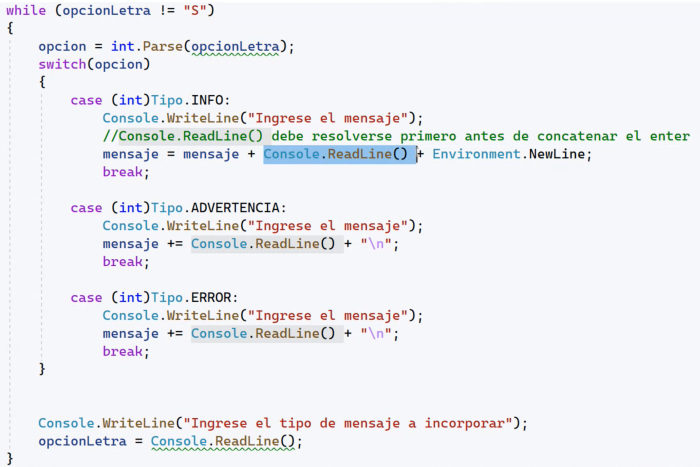 while (opcionLetra != "S")
{
    opcion = int.Parse(opcionLetra);
    switch(opcion)
    {
        case (int)Tipo.INFO:
            Console.WriteLine("Ingrese el mensaje");
            //Console.ReadLine() debe resolverse primero antes de concatenar el enter
            mensaje = mensaje + Console.ReadLine() + Environment.NewLine;
            break;
        case (int)Tipo.ADVERTENCIA:
            Console.WriteLine("Ingrese el mensaje");
            mensaje += Console.ReadLine() + "\n";
            break;
        case (int)Tipo.ERROR:
            Console.WriteLine("Ingrese el mensaje");
            mensaje += Console.ReadLine() + "\n";
            break;
    }
    Console.WriteLine("Ingrese el tipo de mensaje a incorporar");
    opcionLetra = Console.ReadLine();
}